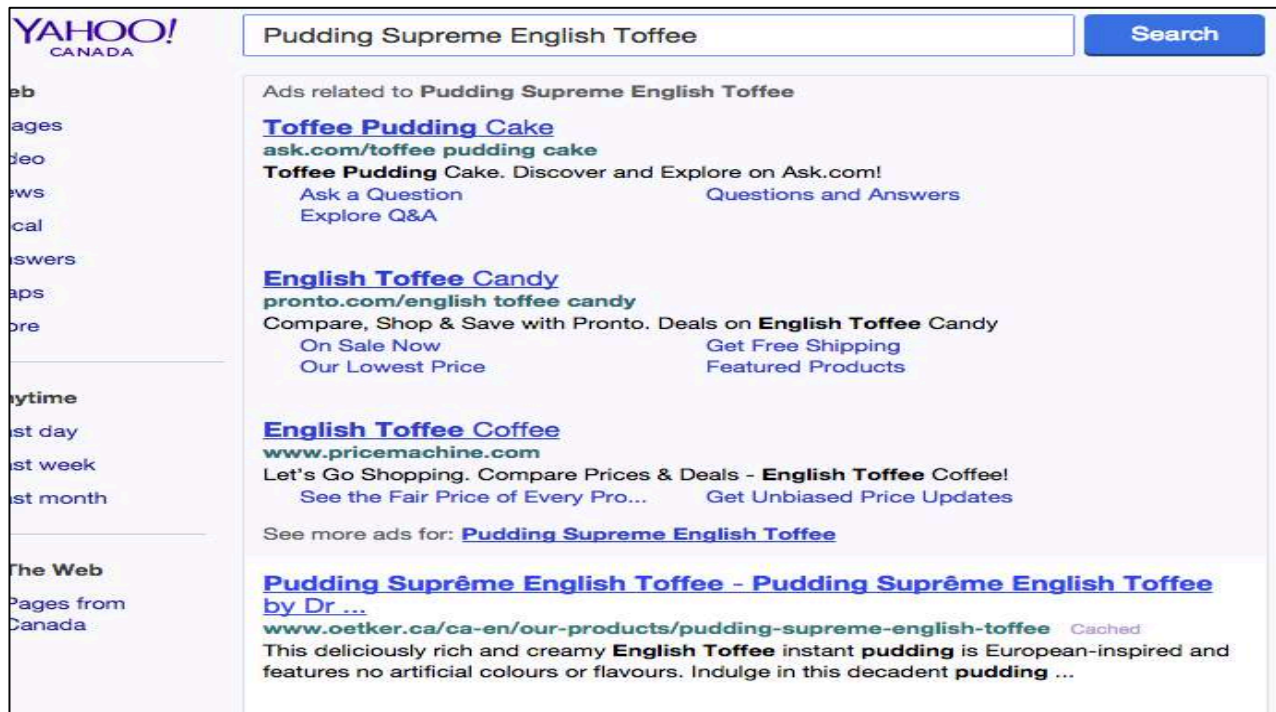 YAHOO!
CANADA
Pudding Supreme English Toffee
Search
eb
ages
deo
ews
cal
nswers
aps
ore
nytime
ast day
ast week
ast month
The Web
Pages from
Canada
Ads related to Pudding Supreme English Toffee
Toffee Pudding Cake
ask.com/toffee pudding cake
Toffee Pudding Cake. Discover and Explore on Ask.com!
Ask a Question Questions and Answers
Explore Q&A
English Toffee Candy
pronto.com/english toffee candy
Compare, Shop & Save with Pronto. Deals on English Toffee Candy
On Sale Now Get Free Shipping
Our Lowest Price Featured Products
English Toffee Coffee
www.pricemachine.com
Let's Go Shopping. Compare Prices & Deals - English Toffee Coffee!
See the Fair Price of Every Pro... Get Unbiased Price Updates
See more ads for: Pudding Supreme English Toffee
Pudding Suprême English Toffee - Pudding Suprême English Toffee
by Dr ...
www.oetker.ca/ca-en/our-products/pudding-supreme-english-toffee Cached
This deliciously rich and creamy English Toffee instant pudding is European-inspired and
features no artificial colours or flavours. Indulge in this decadent pudding ...